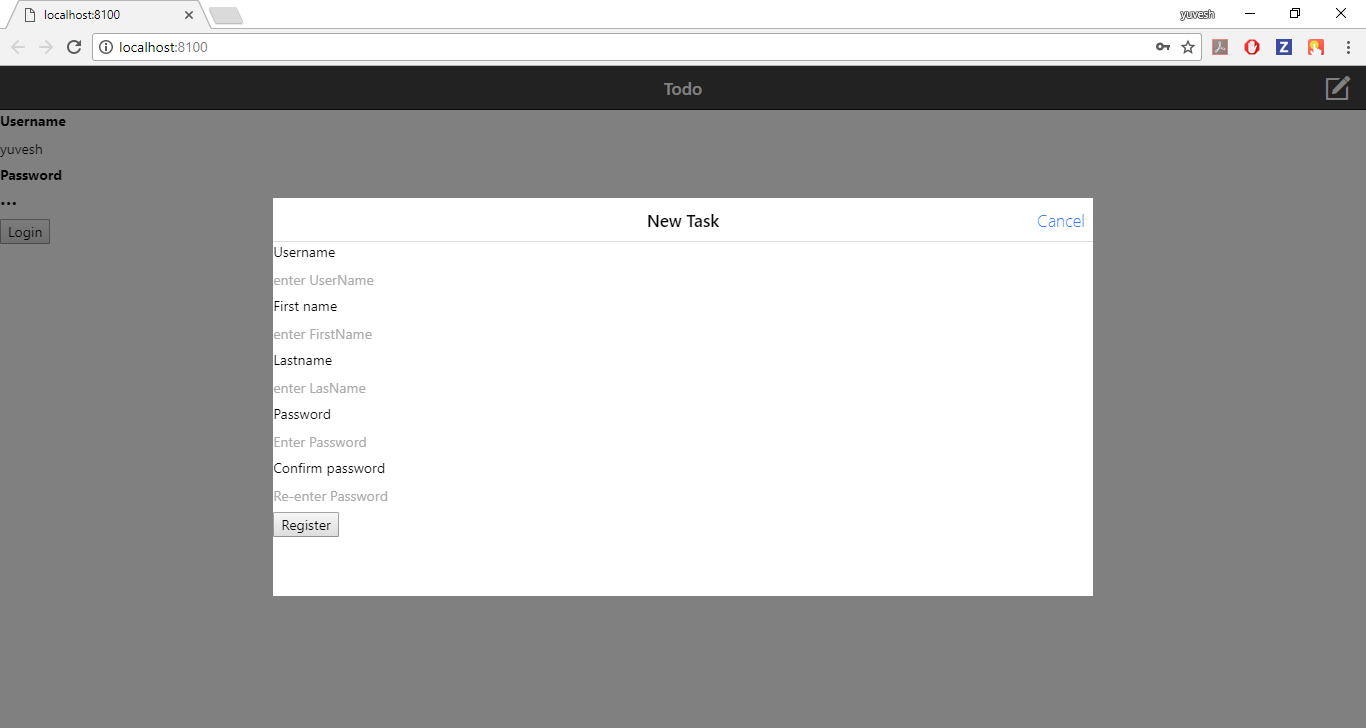 localhost:8100
yuvesh
localhost:8100
Z
Todo
Username
yuvesh
Password
•••
Login
New Task
Cancel
Username
enter UserName
First name
enter FirstName
Lastname
enter LasName
Password
Enter Password
Confirm password
Re-enter Password
Register